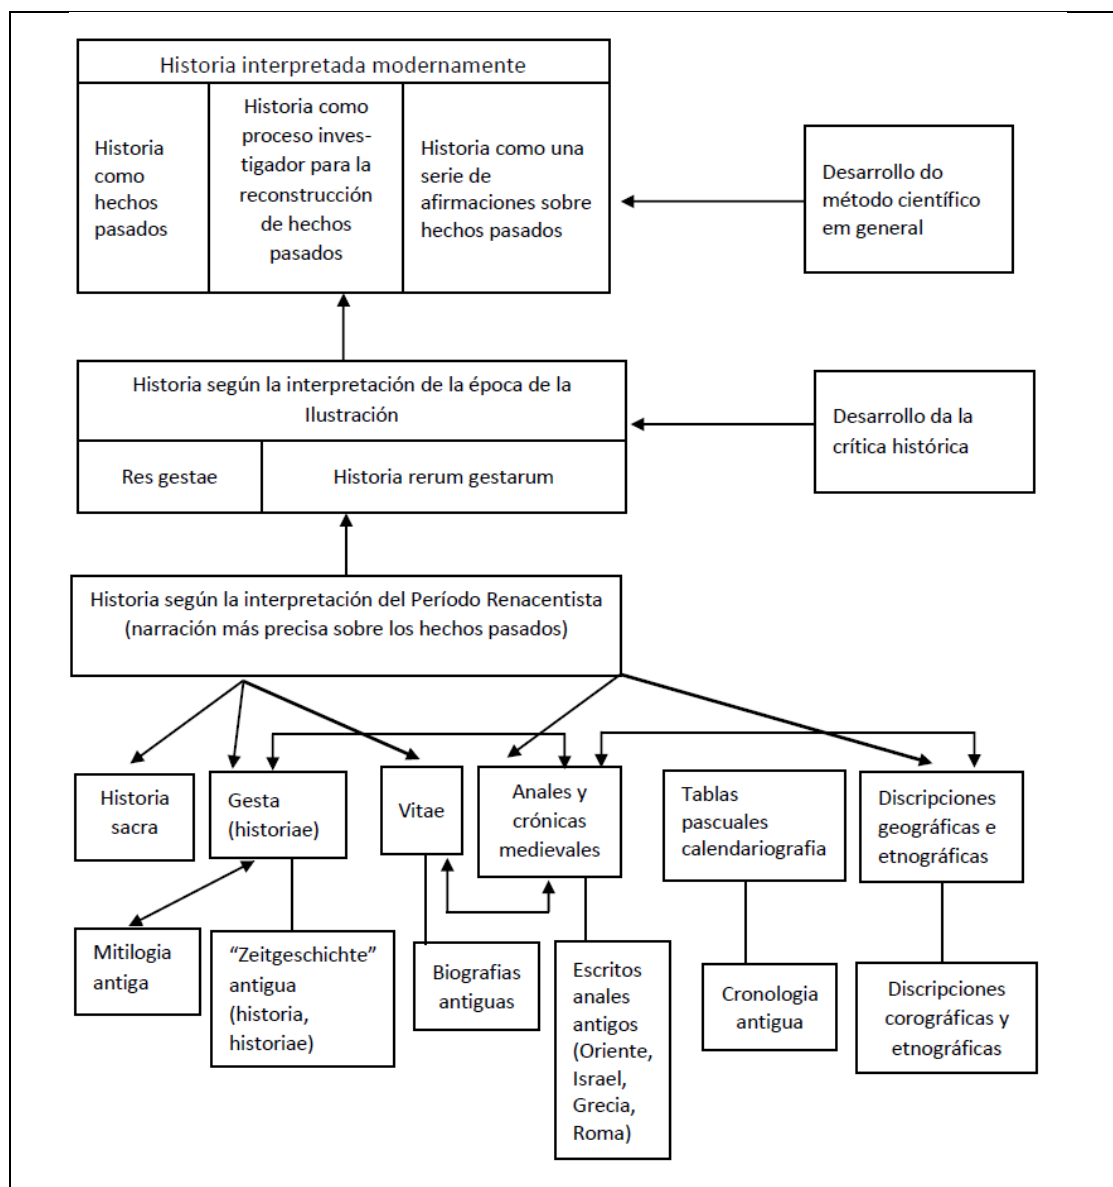 Historia interpretada modernamente
Historia
como
hechos
pasados
Historia como
proceso inves-
tigador para la
reconstrucción
de hechos
pasados
Historia como una
serie de
afirmaciones sobre
hechos pasados
Desarrollo do
método científico
em general
Historia según la interpretación de la época de la
Ilustración
Res gestae
Historia rerum gestarum
Desarrollo da la
crítica histórica
Historia según la interpretación del Período Renacentista
(narración más precisa sobre los hechos pasados)
Historia
sacra
Gesta
(historiae)
Vitae
Anales y
crónicas
medievales
Tablas
pascuales
calendariografia
Discripciones
geográficas e
etnográficas
Mitilogia
antiga
“Zeitgeschichte”
antigua
(historia,
historiae)
Biografias
antiguas
Escritos
anales
antigos
(Oriente,
Israel,
Grecia,
Roma)
Cronologia
antigua
Discripciones
corográficas y
etnográficas